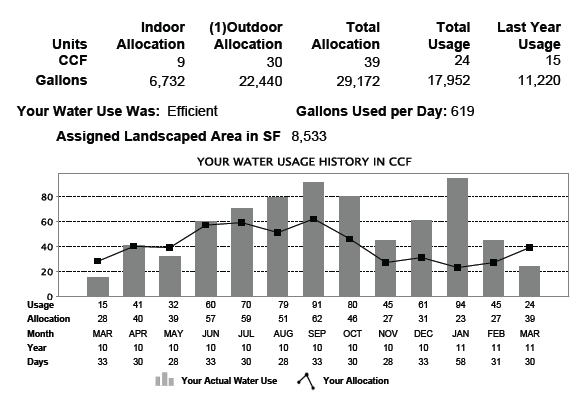 Indoor (1)Outdoor Total Total Last Year
Units Allocation Allocation Allocation Usage Usage
CCF 9 30 39 24 15
Gallons 6,732 22,440 29,172 17,952 11,220
Your Water Use Was: Efficient Gallons Used per Day: 619
Assigned Landscaped Area in SF 8,533
YOUR WATER USAGE HISTORY IN CCF
80
60
40
20
0
Usage 15 41 32 60 70 79 91 80 45 61 94 45 24
Allocation 28 40 39 57 59 51 62 46 27 31 23 27 39
Month MAR APR MAY JUN JUL AUG SEP OCT NOV DEC JAN FEB MAR
Year 10 10 10 10 10 10 10 10 10 10 11 11 11
Days 33 30 28 33 30 28 33 30 28 33 58 31 30
Your Actual Water Use Your Allocation